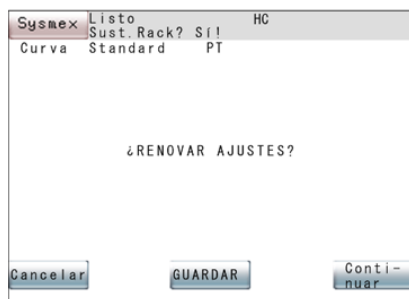 Sysmex Listo HC
Sust.Rack? Sí!
Curva Standard PT
¿RENOVAR AJUSTES?
Cancelar GUARDAR Conti-
nuar